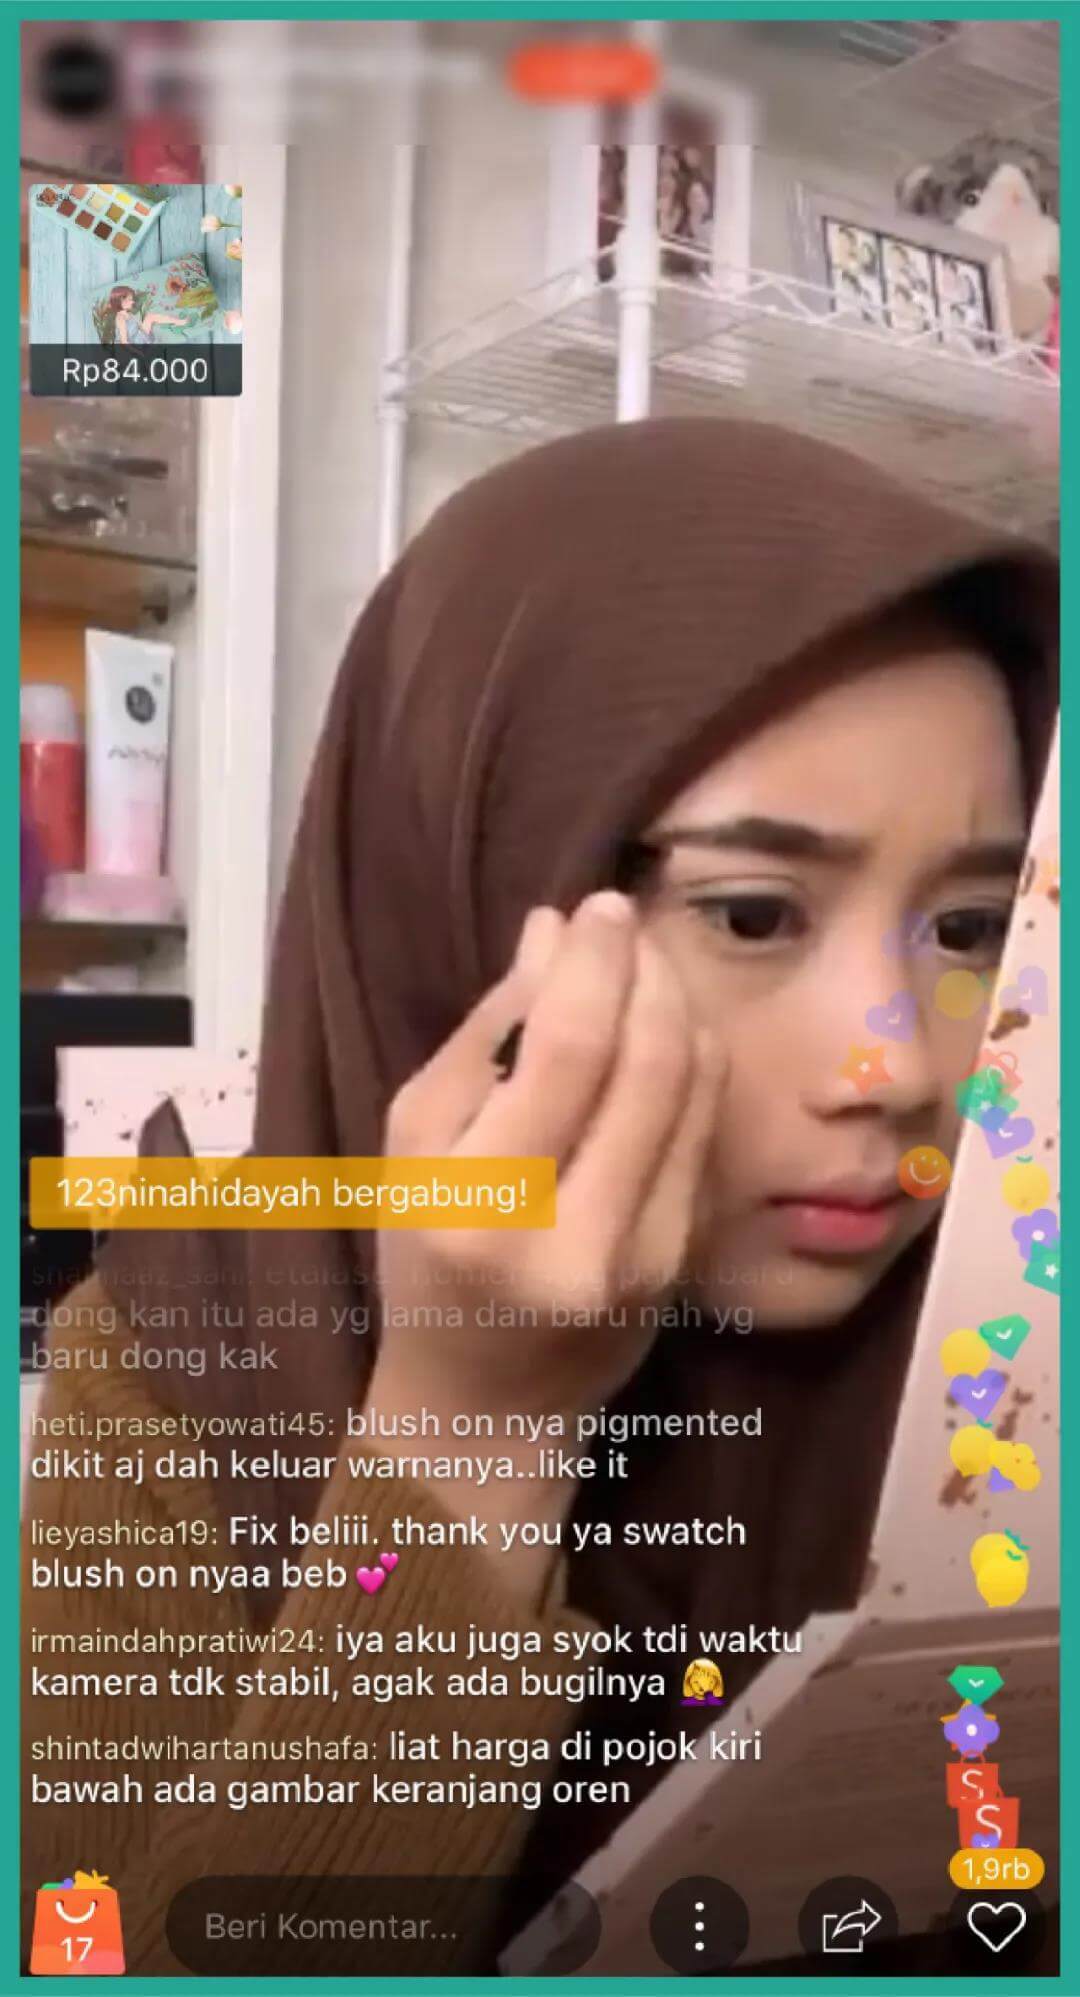 Rp84.000
123ninahidayah bergabung!
dong kan itu ada yg lama dan baru nah yg
baru dong kak
heti.prasetyowati45: blush on nya pigmented
dikit aj dah keluar warnanya..like it
lieyashica19: Fix beliii. thank you ya swatch
blush on nyaa beb 💕
irmaindahpratiwi24: iya aku juga syok tdi waktu
kamera tdk stabil, agak ada bugilnya 🤦‍♀️
shintadwihartanushafa: liat harga di pojok kiri
bawah ada gambar keranjang oren
S
S
1,9rb
17
Beri Komentar...